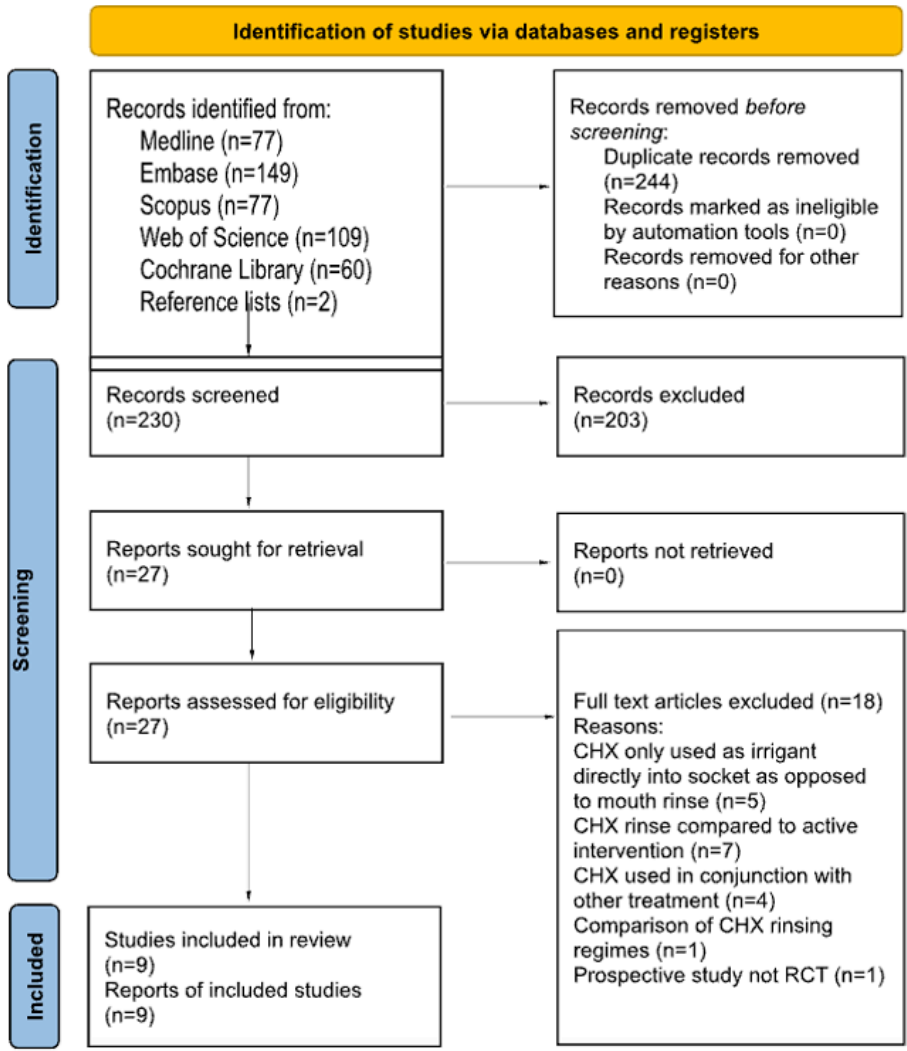 Identification of studies via databases and registers
Identification
Records identified from:
Medline (n=77)
Embase (n=149)
Scopus (n=77)
Web of Science (n=109)
Cochrane Library (n=60)
Reference lists (n=2)
Records removed before
screening:
Duplicate records removed
(n=244)
Records marked as ineligible
by automation tools (n=0)
Records removed for other
reasons (n=0)
Screening
Records screened
(n=230)
Records excluded
(n=203)
Reports sought for retrieval
(n=27)
Reports not retrieved
(n=0)
Reports assessed for eligibility
(n=27)
Full text articles excluded (n=18)
Reasons:
CHX only used as irrigant
directly into socket as opposed
to mouth rinse (n=5)
CHX rinse compared to active
intervention (n=7)
CHX used in conjunction with
other treatment (n=4)
Comparison of CHX rinsing
regimes (n=1)
Prospective study not RCT (n=1)
Included
Studies included in review
(n=9)
Reports of included studies
(n=9)